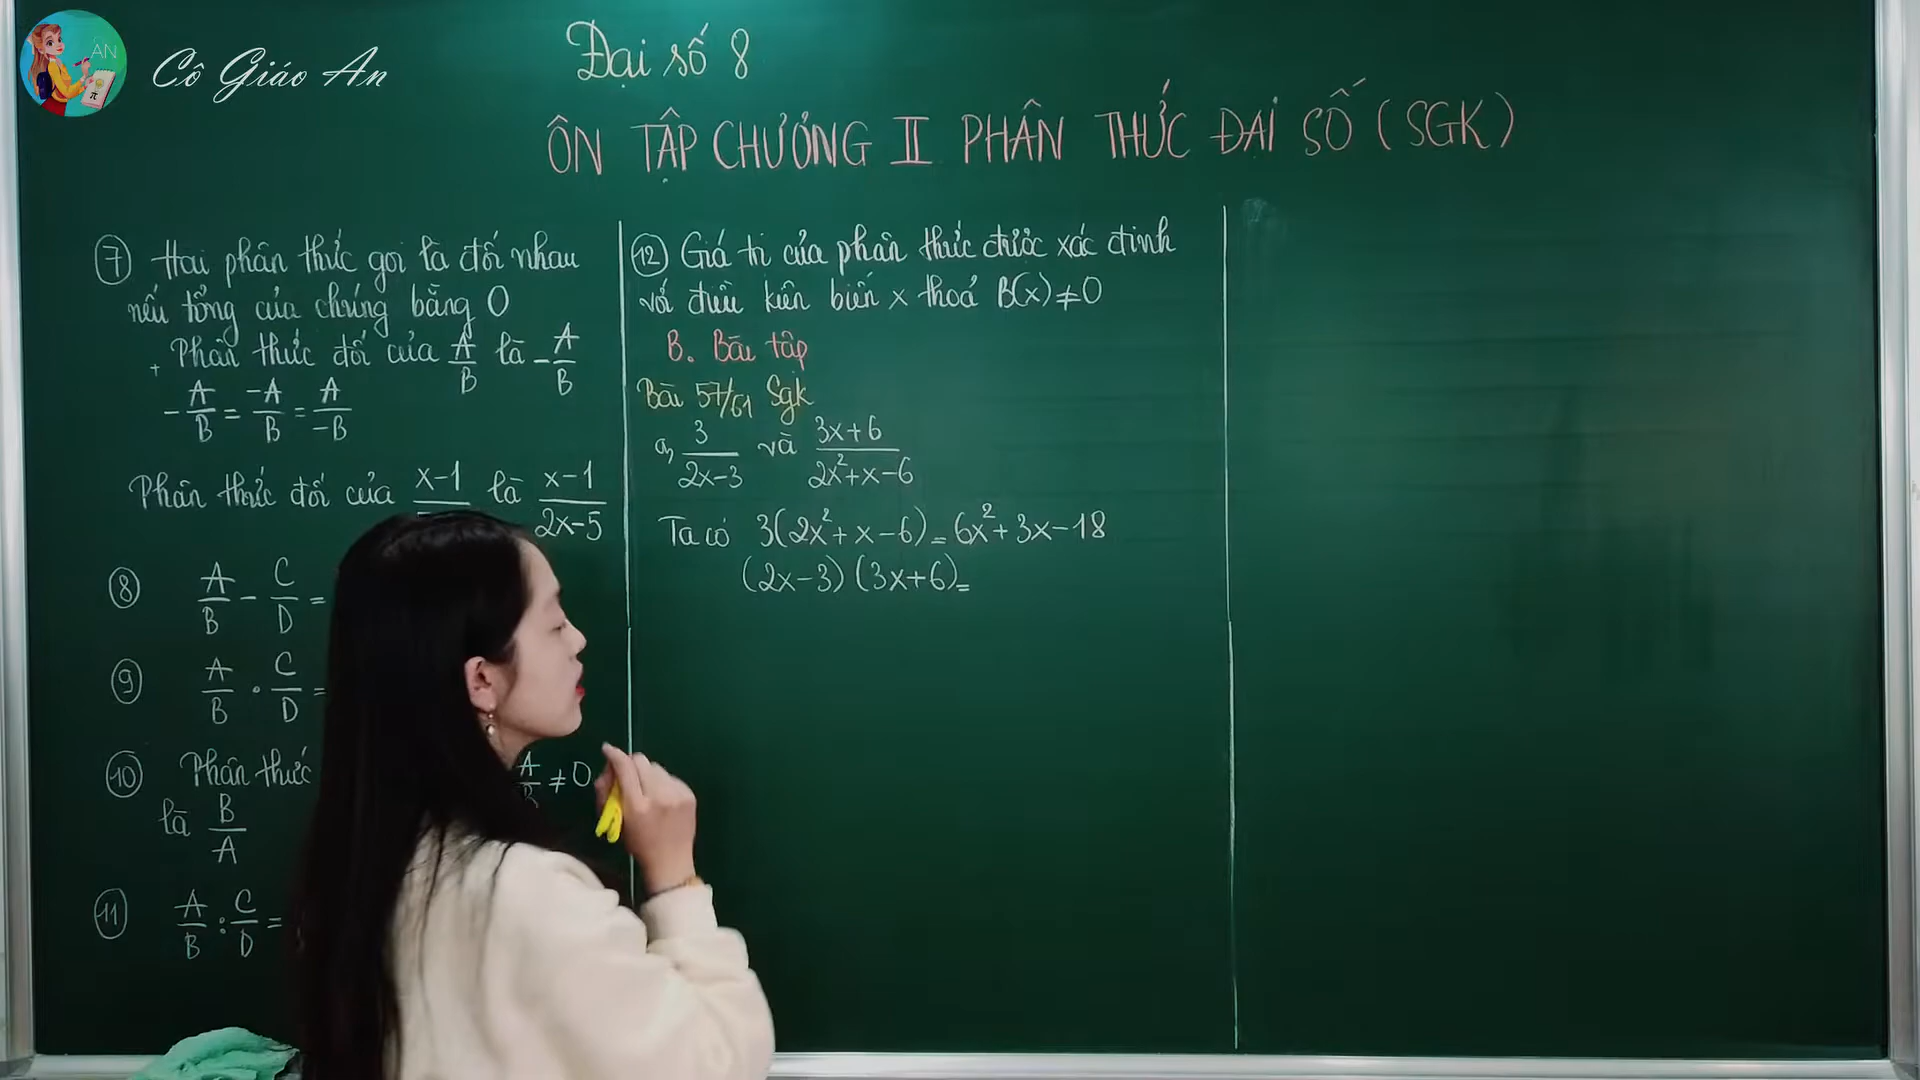 AN
Cô Giáo An
Đại số 8
ÔN TẬP CHƯƠNG II PHÂN THỨC ĐẠI SỐ (SGK)
(7) Hai phân thức gọi là đối nhau
nếu tổng của chúng bằng 0
+ Phân thức đối của A/B là -A/B
-A/B = -A/B = A/-B
Phân thức đối của x-1 là x-1/2x-5
(8) A/B - C/D =
(9) A/B . C/D =
(10) Phân thức A/B ≠ 0
là B/A
(11) A/B : C/D =
(12) Giá trị của phân thức được xác định
với điều kiện biến x thoả B(x) ≠ 0
B. Bài tập
Bài 57/61 Sgk
a, 3/2x-3 và 3x+6/2x²+x-6
Ta có 3(2x²+x-6) = 6x²+3x-18
(2x-3)(3x+6) =